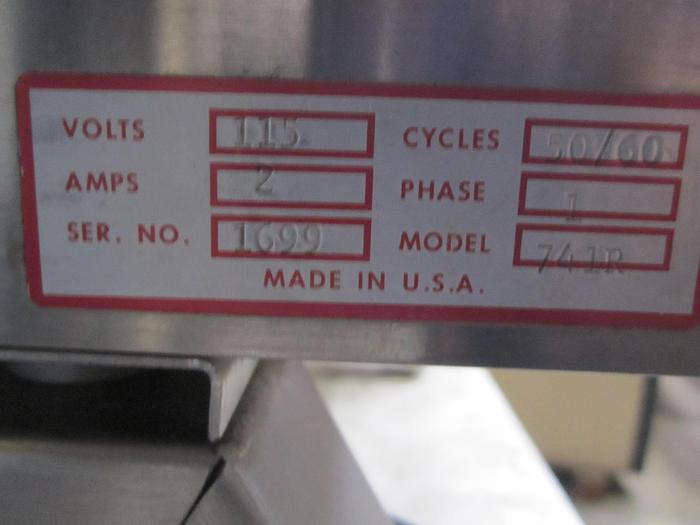 VOLTS 115 CYCLES 50/60
AMPS 2 PHASE 1
SER. NO. 1699 MODEL 741R
MADE IN U.S.A.